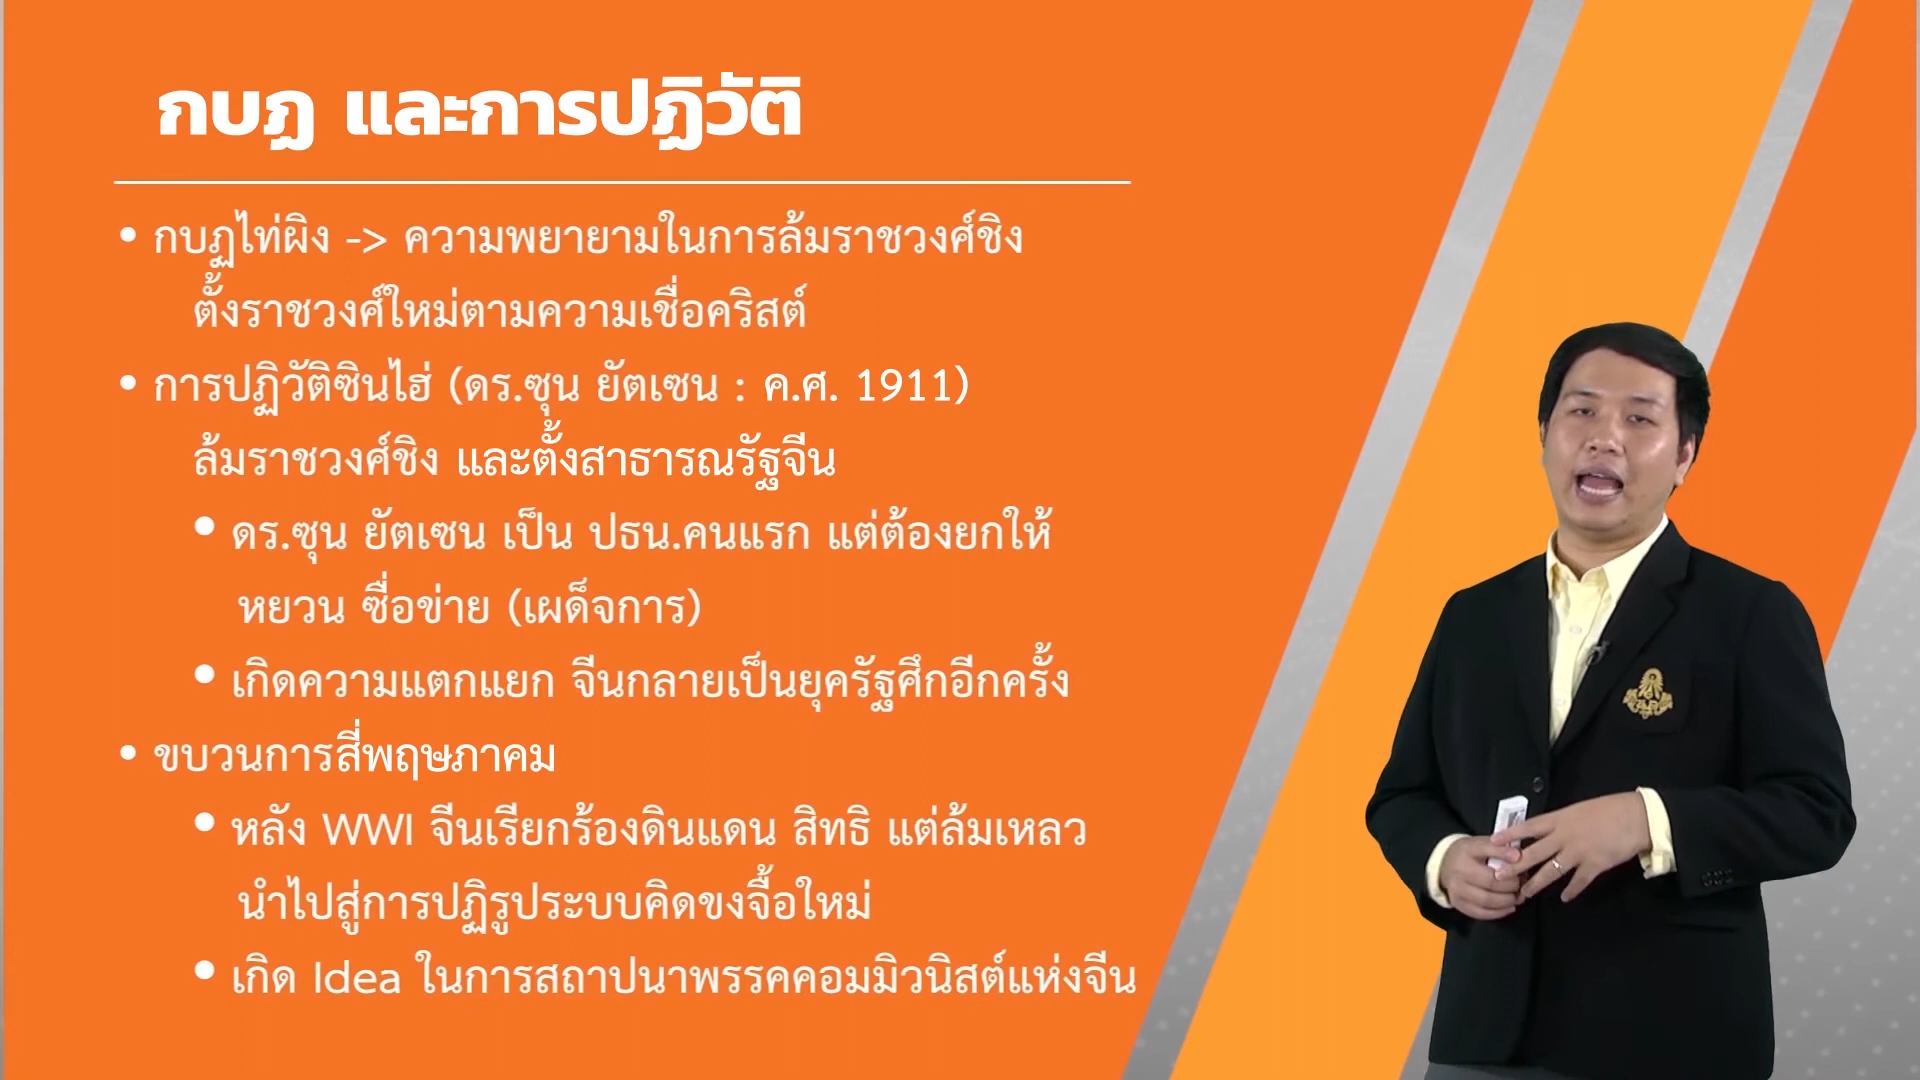 กบฏ และการปฏิวัติ
• กบฏไท่ผิง -> ความพยายามในการล้มราชวงศ์ชิง
ตั้งราชวงศ์ใหม่ตามความเชื่อคริสต์
• การปฏิวัติซินไฮ่ (ดร.ซุน ยัตเซน : ค.ศ. 1911)
ล้มราชวงศ์ชิง และตั้งสาธารณรัฐจีน
• ดร.ซุน ยัตเซน เป็น ปธน.คนแรก แต่ต้องยกให้
หยวน ซื่อข่าย (เผด็จการ)
• เกิดความแตกแยก จีนกลายเป็นยุครัฐศึกอีกครั้ง
• ขบวนการสี่พฤษภาคม
• หลัง WWI จีนเรียกร้องดินแดน สิทธิ แต่ล้มเหลว
นำไปสู่การปฏิรูประบบคิดขงจื้อใหม่
• เกิด Idea ในการสถาปนาพรรคคอมมิวนิสต์แห่งจีน